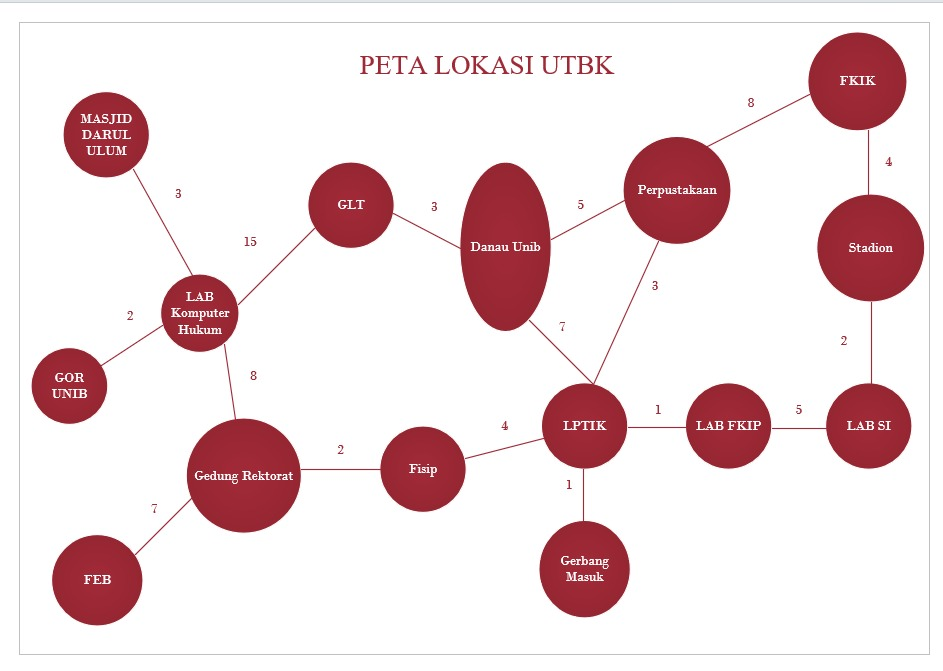 PETA LOKASI UTBK
FKIK
8
MASJID
DARUL
ULUM
4
3
GLT
3
5
Perpustakaan
15
Danau Unib
Stadion
LAB
Komputer
Hukum
2
3
7
2
8
GOR
UNIB
LPTIK
1
LAB FKIP
5
LAB SI
4
2
Fisip
Gedung Rektorat
1
7
FEB
Gerbang
Masuk